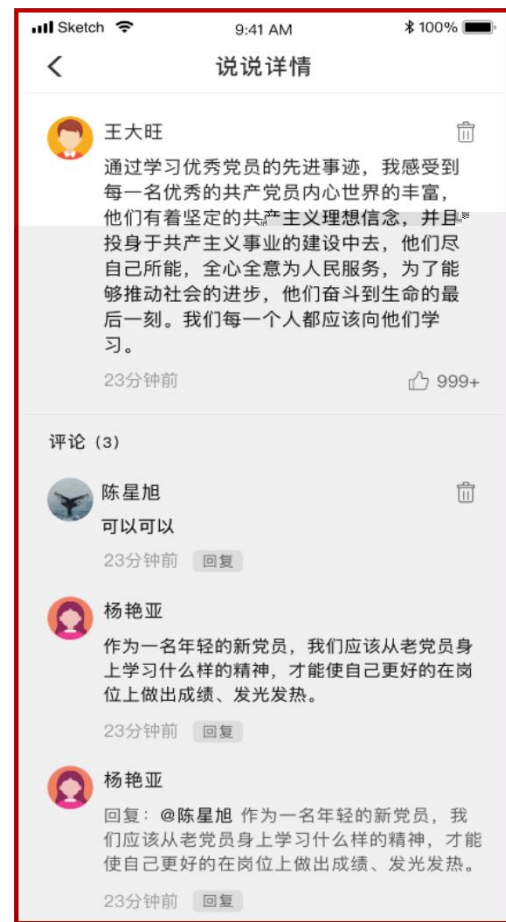 Sketch 9:41 AM 100%
说说详情
王大旺
通过学习优秀党员的先进事迹，我感受到
每一名优秀的共产党员内心世界的丰富，
他们有着坚定的共产主义理想信念，并且
投身于共产主义事业的建设中去，他们尽
自己所能，全心全意为人民服务，为了能
够推动社会的进步，他们奋斗到生命的最
后一刻。我们每一个人都应该向他们学
习。
23分钟前 999+
评论（3）
陈星旭
可以可以
23分钟前 回复
杨艳亚
作为一名年轻的新党员，我们应该从老党员身
上学习什么样的精神，才能使自己更好的在岗
位上做出成绩、发光发热。
23分钟前 回复
杨艳亚
回复：@陈星旭 作为一名年轻的新党员，我
们应该从老党员身上学习什么样的精神，才能
使自己更好的在岗位上做出成绩、发光发热。
23分钟前 回复